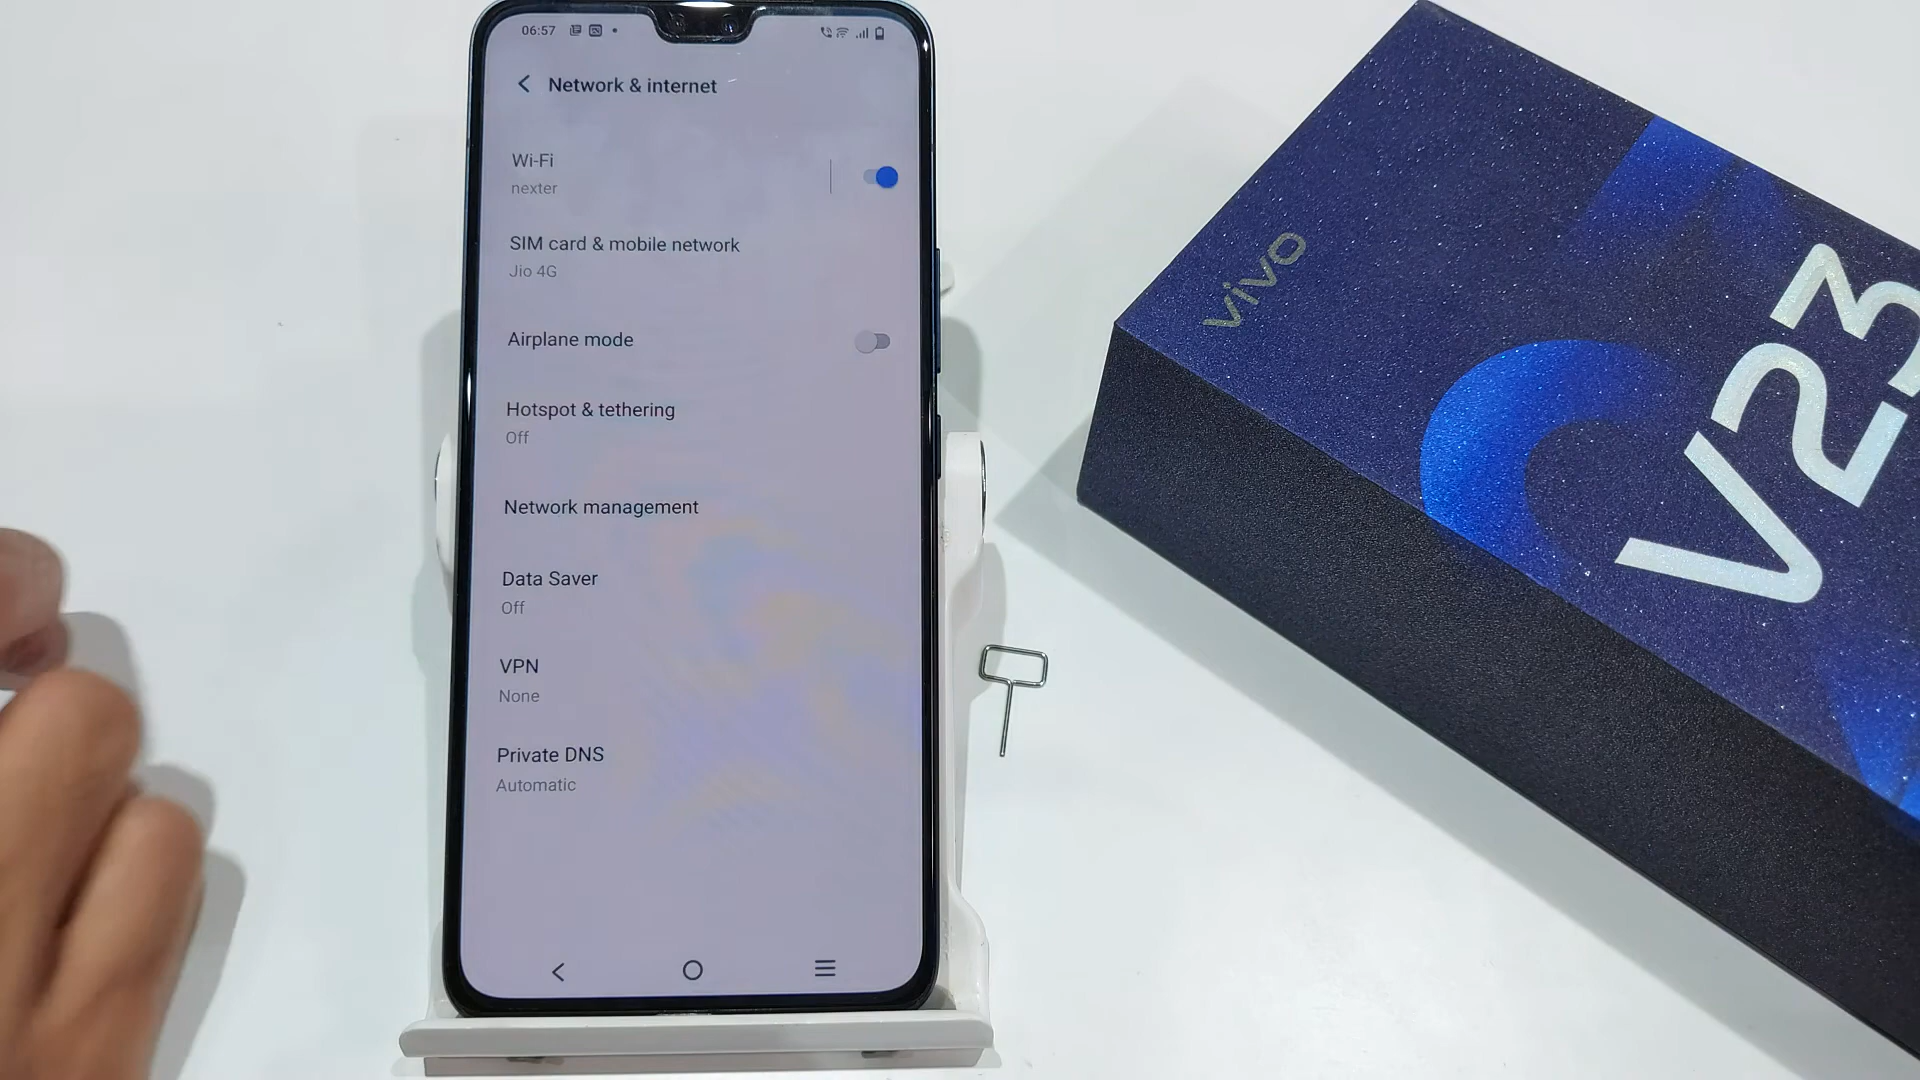 06:57
Network & internet
Wi-Fi
nexter
SIM card & mobile network
Jio 4G
Airplane mode
Hotspot & tethering
Off
Network management
Data Saver
Off
VPN
None
Private DNS
Automatic
vivo
V23